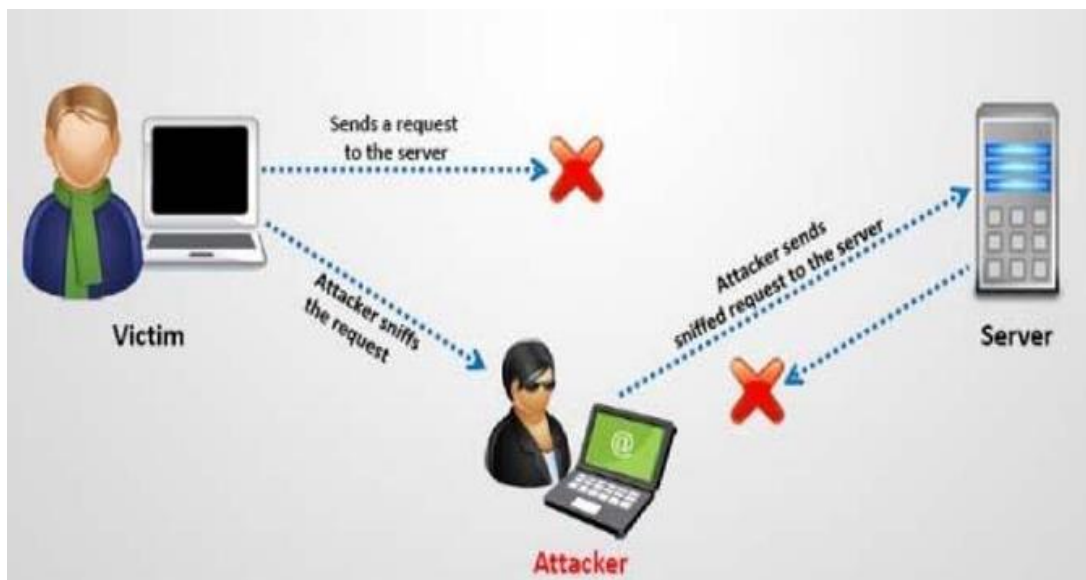 Sends a request
to the server
Attacker sniffs
the request
Attacker sends
sniffed request to the server
Victim
Server
@
Attacker